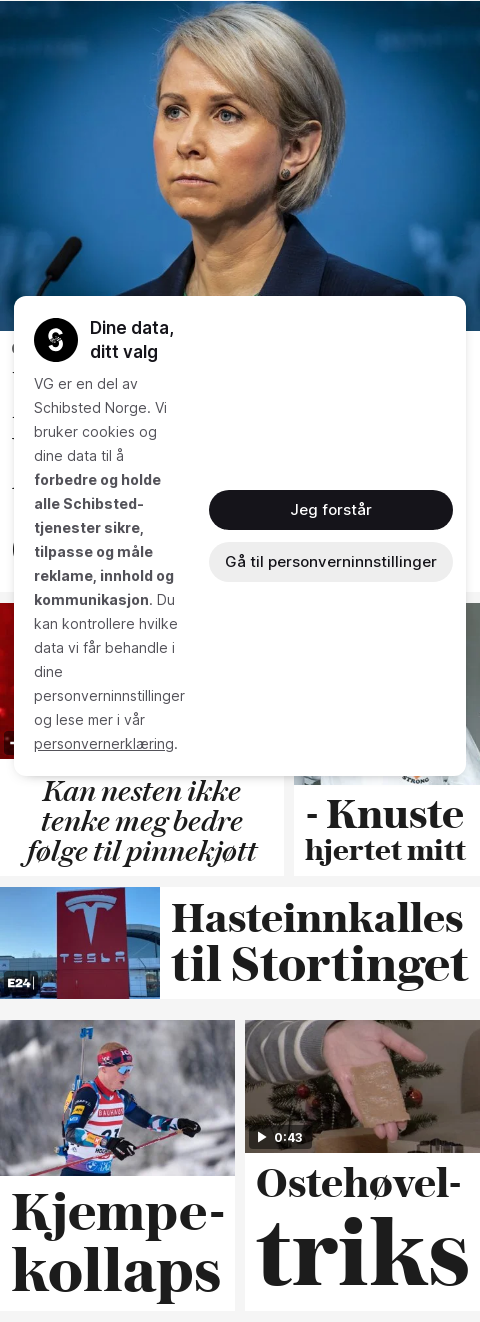 Dine data,
ditt valg
VG er en del av
Schibsted Norge. Vi
bruker cookies og
dine data til å
forbedre og holde
alle Schibsted-
tjenester sikre,
tilpasse og måle
reklame, innhold og
kommunikasjon. Du
kan kontrollere hvilke
data vi får behandle i
dine
personverninnstillinger
og lese mer i vår
personvernerklæring.
Jeg forstår
Gå til personverninnstillinger
STRONG
Kan nesten ikke
tenke meg bedre
følge til pinnekjøtt
- Knuste
hjertet mitt
TESLA
E24
Hasteinnkalles
til Stortinget
BAUHAUS
0:43
Kjempe-
kollaps
Ostehøvel-
triks